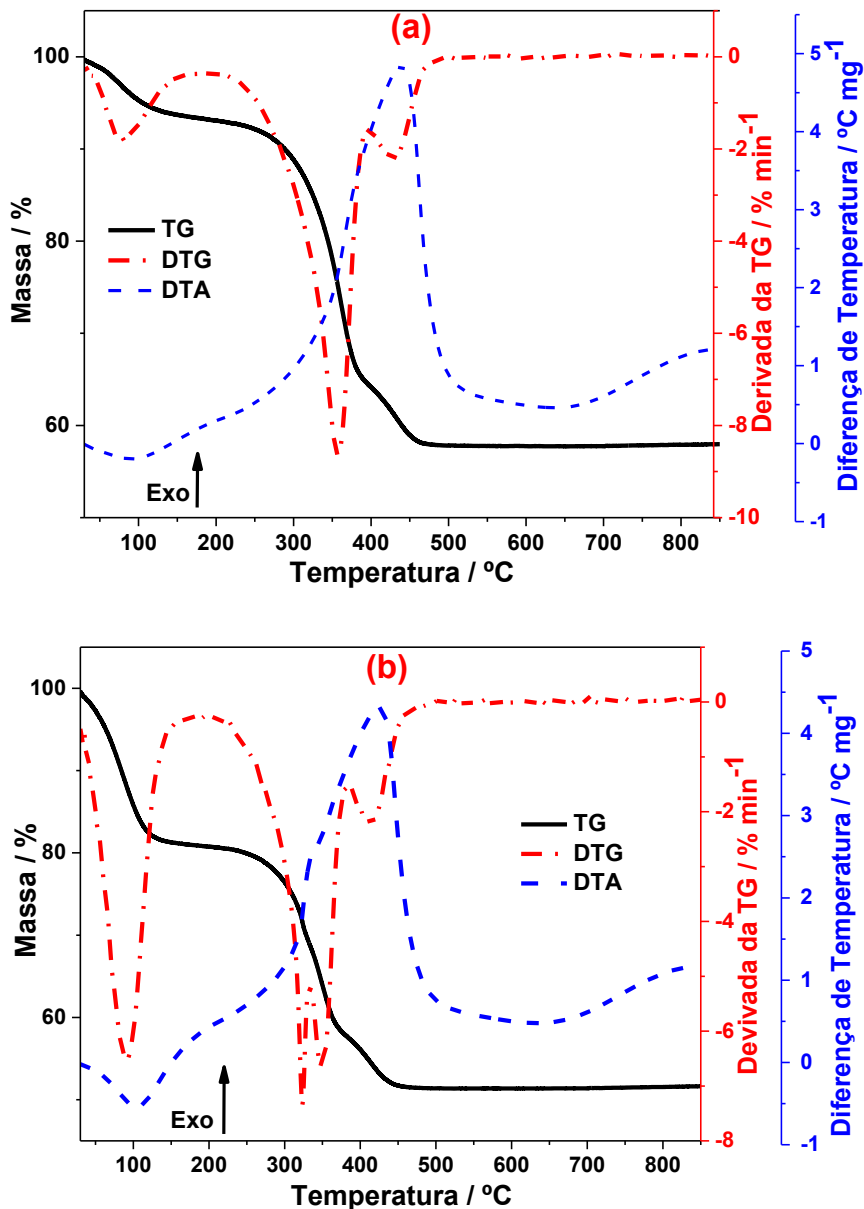 (a)
100
80
60
Massa / %
TG
DTG
DTA
Exo
100 200 300 400 500 600 700 800
Temperatura / ºC
0
-2
-4
-6
-8
-10
Derivada da TG / % min-1
5
4
3
2
1
0
-1
Diferença de Temperatura / ºC mg-1
(b)
100
80
60
Massa / %
TG
DTG
DTA
Exo
100 200 300 400 500 600 700 800
Temperatura / ºC
0
-2
-4
-6
-8
Devivada da TG / % min-1
5
4
3
2
1
0
-1
Diferença de Temperatura / ºC mg-1